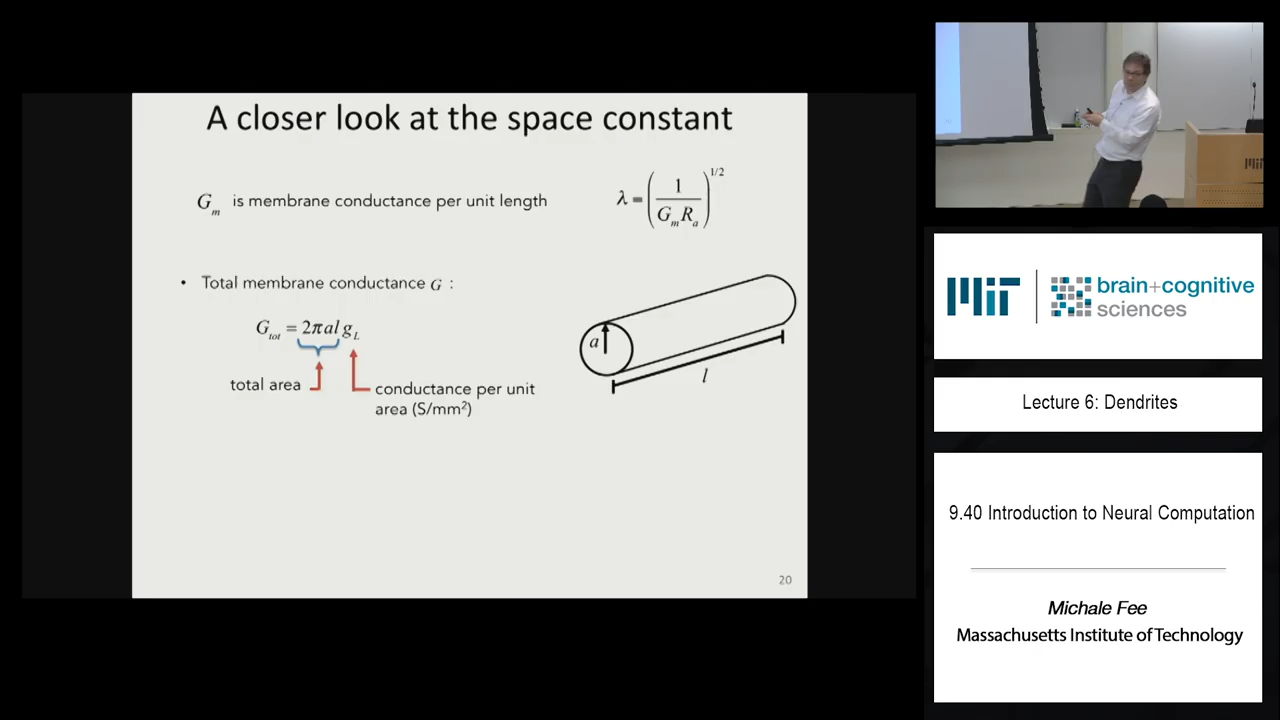 A closer look at the space constant
G_m is membrane conductance per unit length
λ = (1 / G_m R_a)^{1/2}
• Total membrane conductance G :
G_tot = 2πal g_L
total area
conductance per unit
area (S/mm²)
a
l
20
MIT
MIT
brain+cognitive
sciences
Lecture 6: Dendrites
9.40 Introduction to Neural Computation
Michale Fee
Massachusetts Institute of Technology